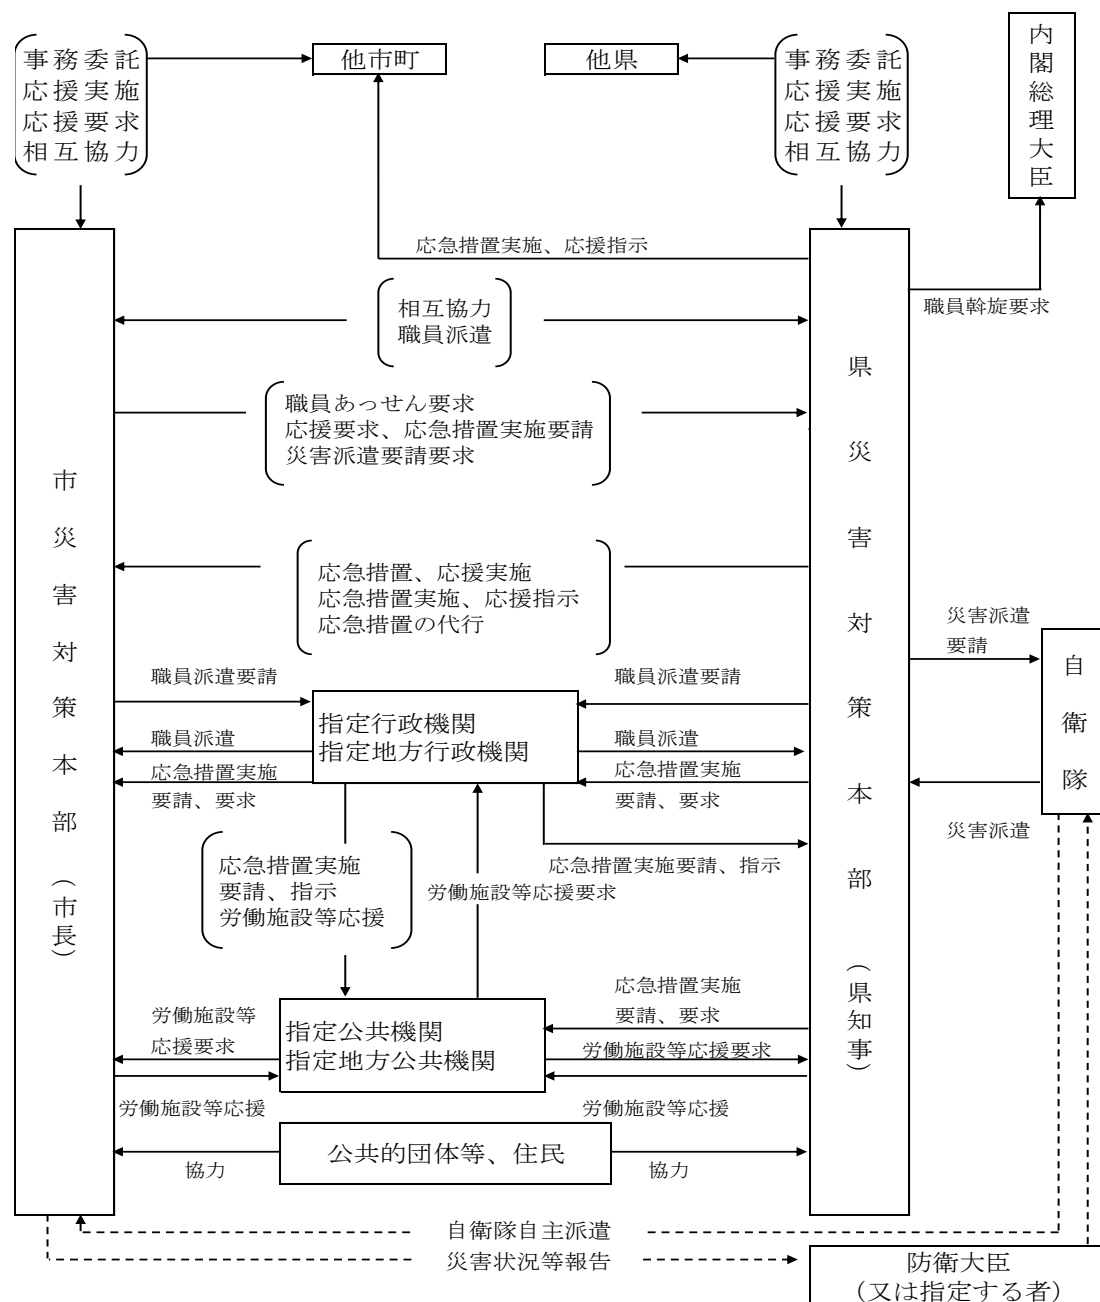 事務委託
応援実施
応援要求
相互協力
他市町
他県
事務委託
応援実施
応援要求
相互協力
内閣総理大臣
応急措置実施、応援指示
職員斡旋要求
相互協力
職員派遣
職員あっせん要求
応援要求、応急措置実施要請
災害派遣要請要求
応急措置、応援実施
応急措置実施、応援指示
応急措置の代行
市災害対策本部（市長）
県災害対策本部（県知事）
災害派遣
要請
自衛隊
災害派遣
職員派遣要請
職員派遣要請
指定行政機関
指定地方行政機関
職員派遣
職員派遣
応急措置実施
要請、要求
応急措置実施
要請、要求
応急措置実施
要請、指示
労働施設等応援
応急措置実施要請、指示
労働施設等応援要求
応急措置実施
要請、要求
労働施設等
応援要求
指定公共機関
指定地方公共機関
労働施設等応援要求
労働施設等応援
労働施設等応援
公共的団体等、住民
協力
協力
自衛隊自主派遣
災害状況等報告
防衛大臣
（又は指定する者）